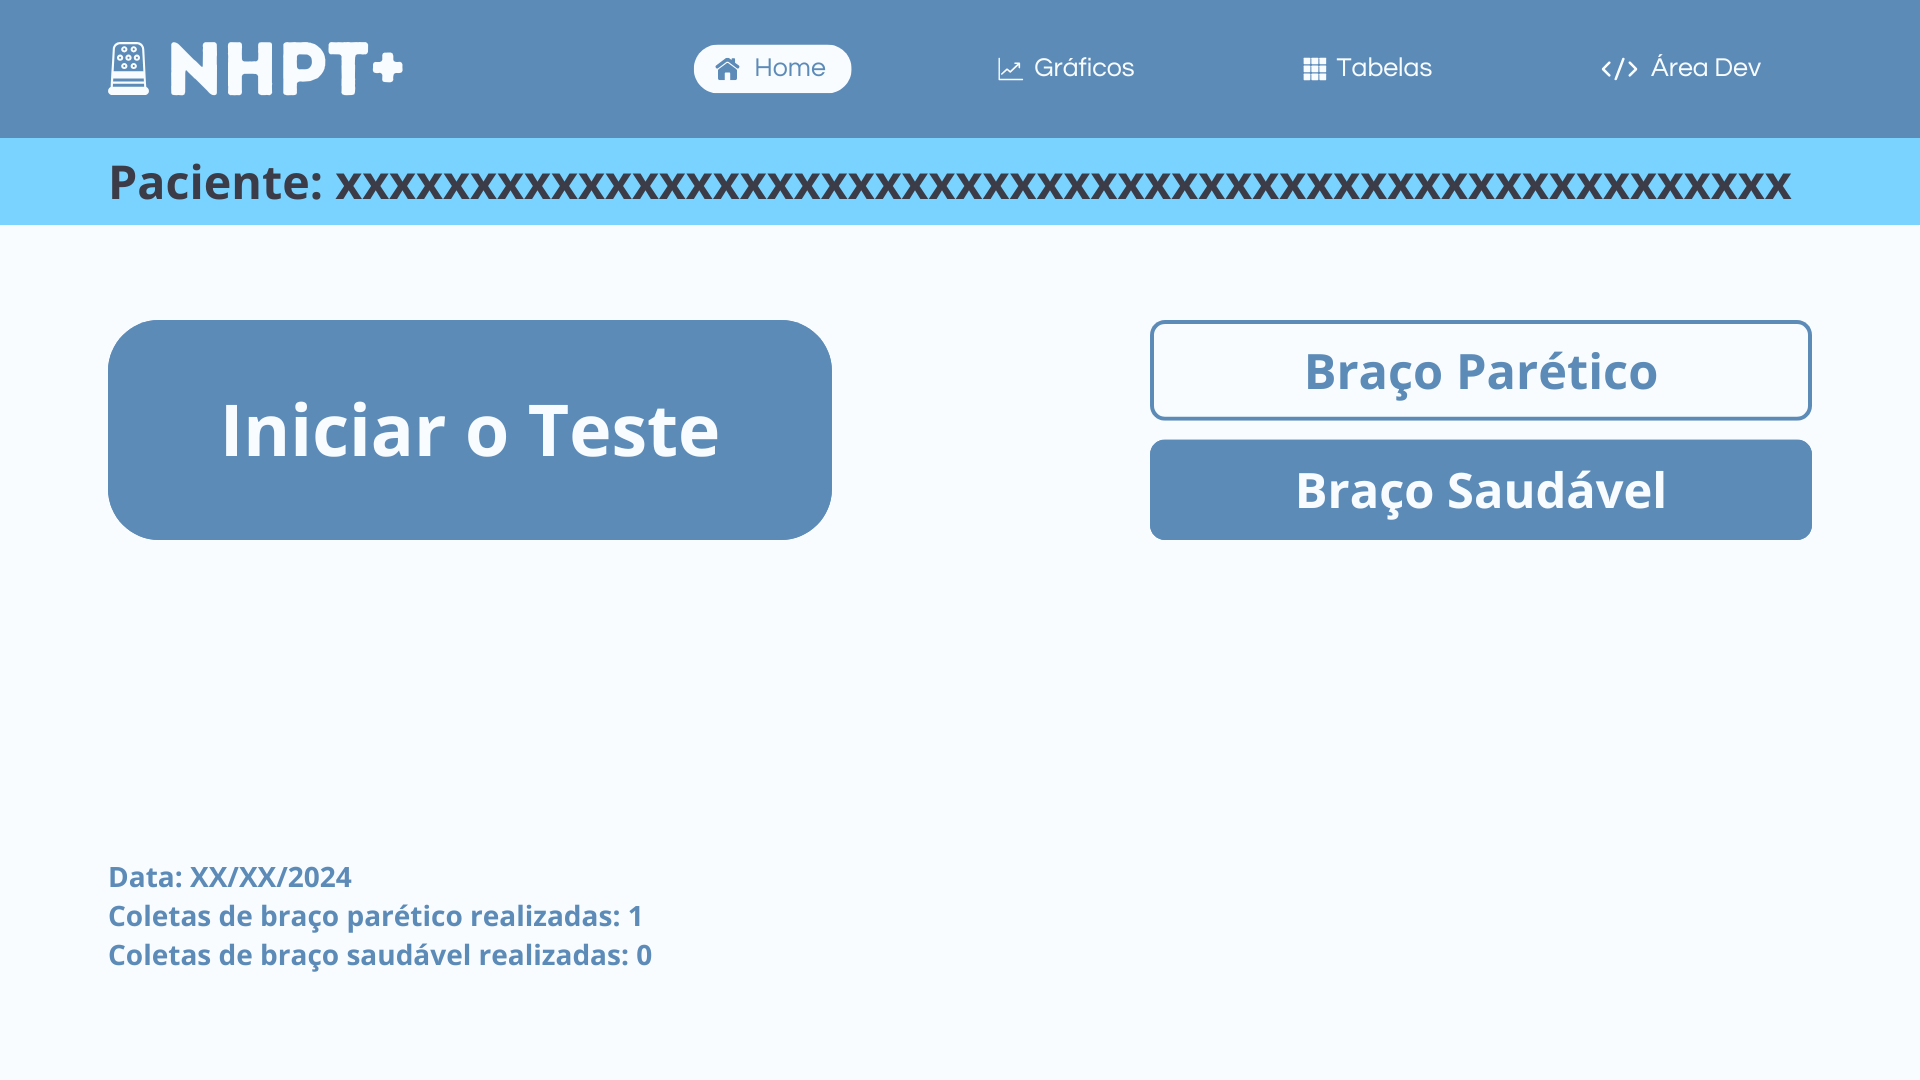 NHPT+
Home
Gráficos
Tabelas
Área Dev
Paciente: xxxxxxxxxxxxxxxxxxxxxxxxxxxxxxxxxxxxxxxxxxxxxxxxxxxxxx
Iniciar o Teste
Braço Parético
Braço Saudável
Data: XX/XX/2024
Coletas de braço parético realizadas: 1
Coletas de braço saudável realizadas: 0